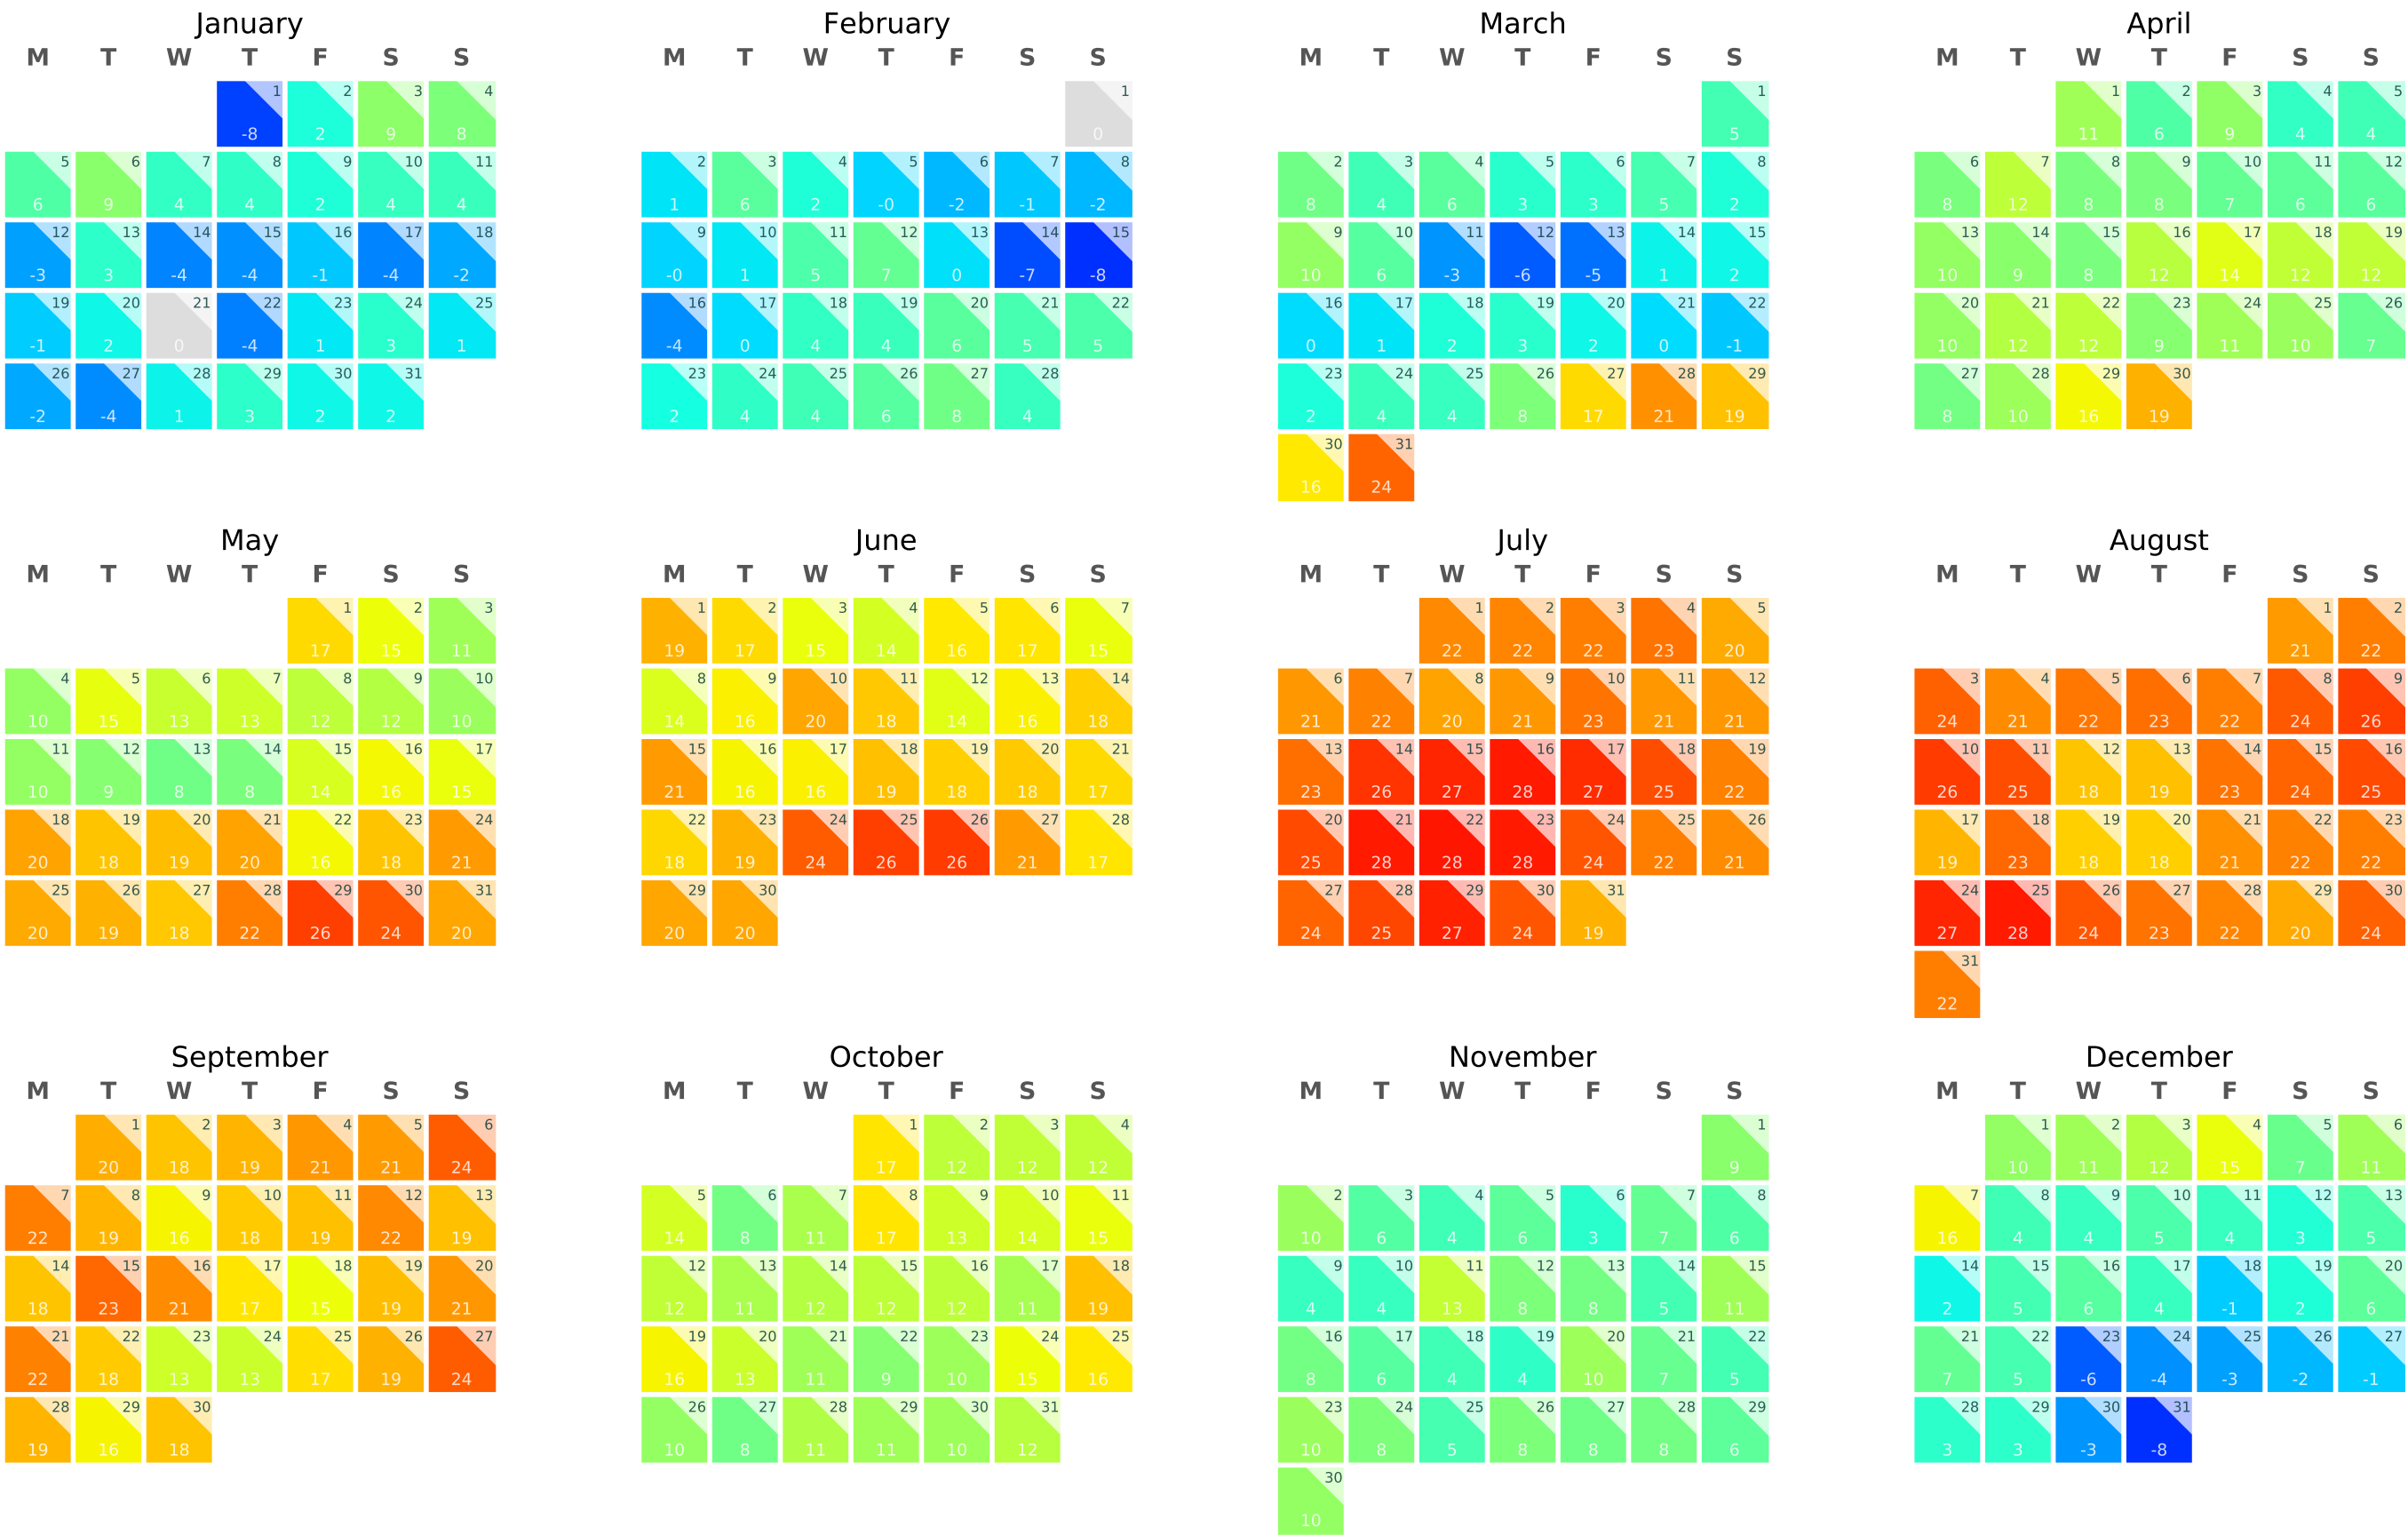 January February March April
M T W T F S S M T W T F S S M T W T F S S M T W T F S S
1 2 3 4 1 1 1 2 3 4 5
-8 2 9 8 0 5 11 6 9 4 4
5 6 7 8 9 10 11 2 3 4 5 6 7 8 2 3 4 5 6 7 8 6 7 8 9 10 11 12
6 9 4 4 2 4 4 1 6 2 -0 -2 -1 -2 8 4 6 3 3 5 2 8 12 8 8 7 6 6
12 13 14 15 16 17 18 9 10 11 12 13 14 15 9 10 11 12 13 14 15 13 14 15 16 17 18 19
-3 3 -4 -4 -1 -4 -2 -0 1 5 7 0 -7 -8 10 6 -3 -6 -5 1 2 10 9 8 12 14 12 12
19 20 21 22 23 24 25 16 17 18 19 20 21 22 16 17 18 19 20 21 22 20 21 22 23 24 25 26
-1 2 0 -4 1 3 1 -4 0 4 4 6 5 5 0 1 2 3 2 0 -1 10 12 12 9 11 10 7
26 27 28 29 30 31 23 24 25 26 27 28 23 24 25 26 27 28 29 27 28 29 30
-2 -4 1 3 2 2 2 4 4 6 8 4 2 4 4 8 17 21 19 8 10 16 19
30 31
16 24
May June July August
M T W T F S S M T W T F S S M T W T F S S M T W T F S S
1 2 3 1 2 3 4 5 6 7 1 2 3 4 5 1 2
17 15 11 19 17 15 14 16 17 15 22 22 22 23 20 21 22
4 5 6 7 8 9 10 8 9 10 11 12 13 14 6 7 8 9 10 11 12 3 4 5 6 7 8 9
10 15 13 13 12 12 10 14 16 20 18 14 16 18 21 22 20 21 23 21 21 24 21 22 23 22 24 26
11 12 13 14 15 16 17 15 16 17 18 19 20 21 13 14 15 16 17 18 19 10 11 12 13 14 15 16
10 9 8 8 14 16 15 21 16 16 19 18 18 17 23 26 27 28 27 25 22 26 25 18 19 23 24 25
18 19 20 21 22 23 24 22 23 24 25 26 27 28 20 21 22 23 24 25 26 17 18 19 20 21 22 23
20 18 19 20 16 18 21 18 19 24 26 26 21 17 25 28 28 28 24 22 21 19 23 18 18 21 22 22
25 26 27 28 29 30 31 29 30 27 28 29 30 31 24 25 26 27 28 29 30
20 19 18 22 26 24 20 20 20 24 25 27 24 19 27 28 24 23 22 20 24
31
22
September October November December
M T W T F S S M T W T F S S M T W T F S S M T W T F S S
1 2 3 4 5 6 1 2 3 4 1 1 2 3 4 5 6
20 18 19 21 21 24 17 12 12 12 9 10 11 12 15 7 11
7 8 9 10 11 12 13 5 6 7 8 9 10 11 2 3 4 5 6 7 8 7 8 9 10 11 12 13
22 19 16 18 19 22 19 14 8 11 17 13 14 15 10 6 4 6 3 7 6 16 4 4 5 4 3 5
14 15 16 17 18 19 20 12 13 14 15 16 17 18 9 10 11 12 13 14 15 14 15 16 17 18 19 20
18 23 21 17 15 19 21 12 11 12 12 12 11 19 4 4 13 8 8 5 11 2 5 6 4 -1 2 6
21 22 23 24 25 26 27 19 20 21 22 23 24 25 16 17 18 19 20 21 22 21 22 23 24 25 26 27
22 18 13 13 17 19 24 16 13 11 9 10 15 16 8 6 4 4 10 7 5 7 5 -6 -4 -3 -2 -1
28 29 30 26 27 28 29 30 31 23 24 25 26 27 28 29 28 29 30 31
19 16 18 10 8 11 11 10 12 10 8 5 8 8 8 6 3 3 -3 -8
30
10